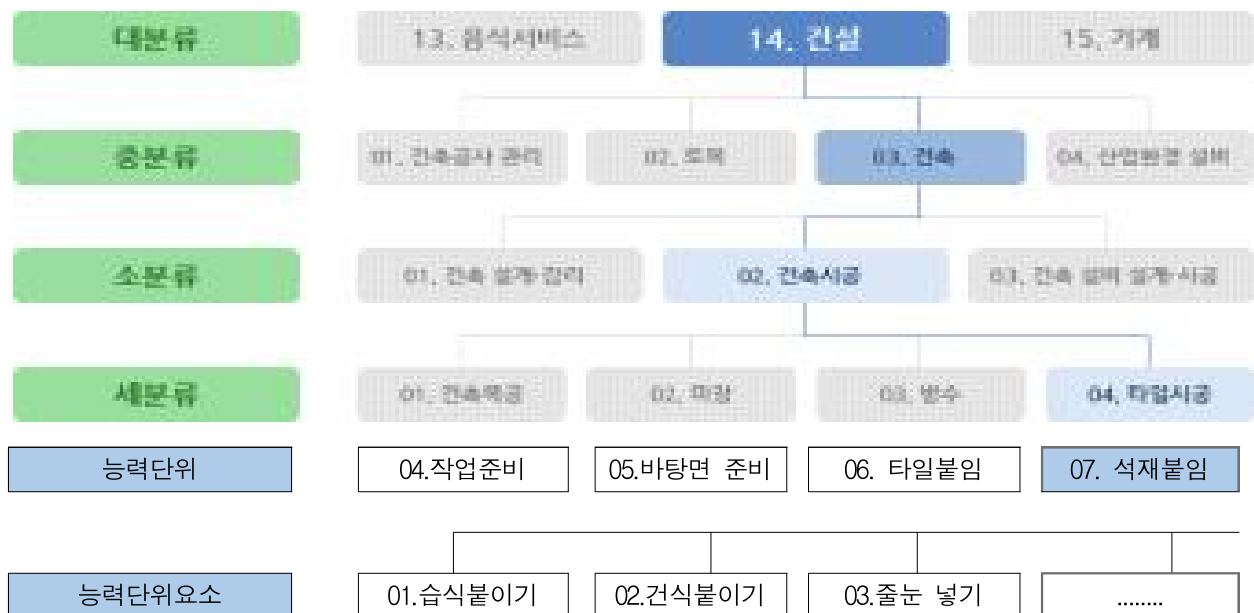 대분류 13. 음식서비스 14. 건설 15. 기계
중분류 01. 건축공사 관리 02. 토목 03. 건축 04. 산업환경 설비
소분류 01. 건축 설계·감리 02. 건축시공 03. 건축 설비 설계·시공
세분류 01. 건축목공 02. 미장 03. 방수 04. 타일시공
능력단위 04.작업준비 05.바탕면 준비 06. 타일붙임 07. 석재붙임
능력단위요소 01.습식붙이기 02.건식붙이기 03.줄눈 넣기 ........